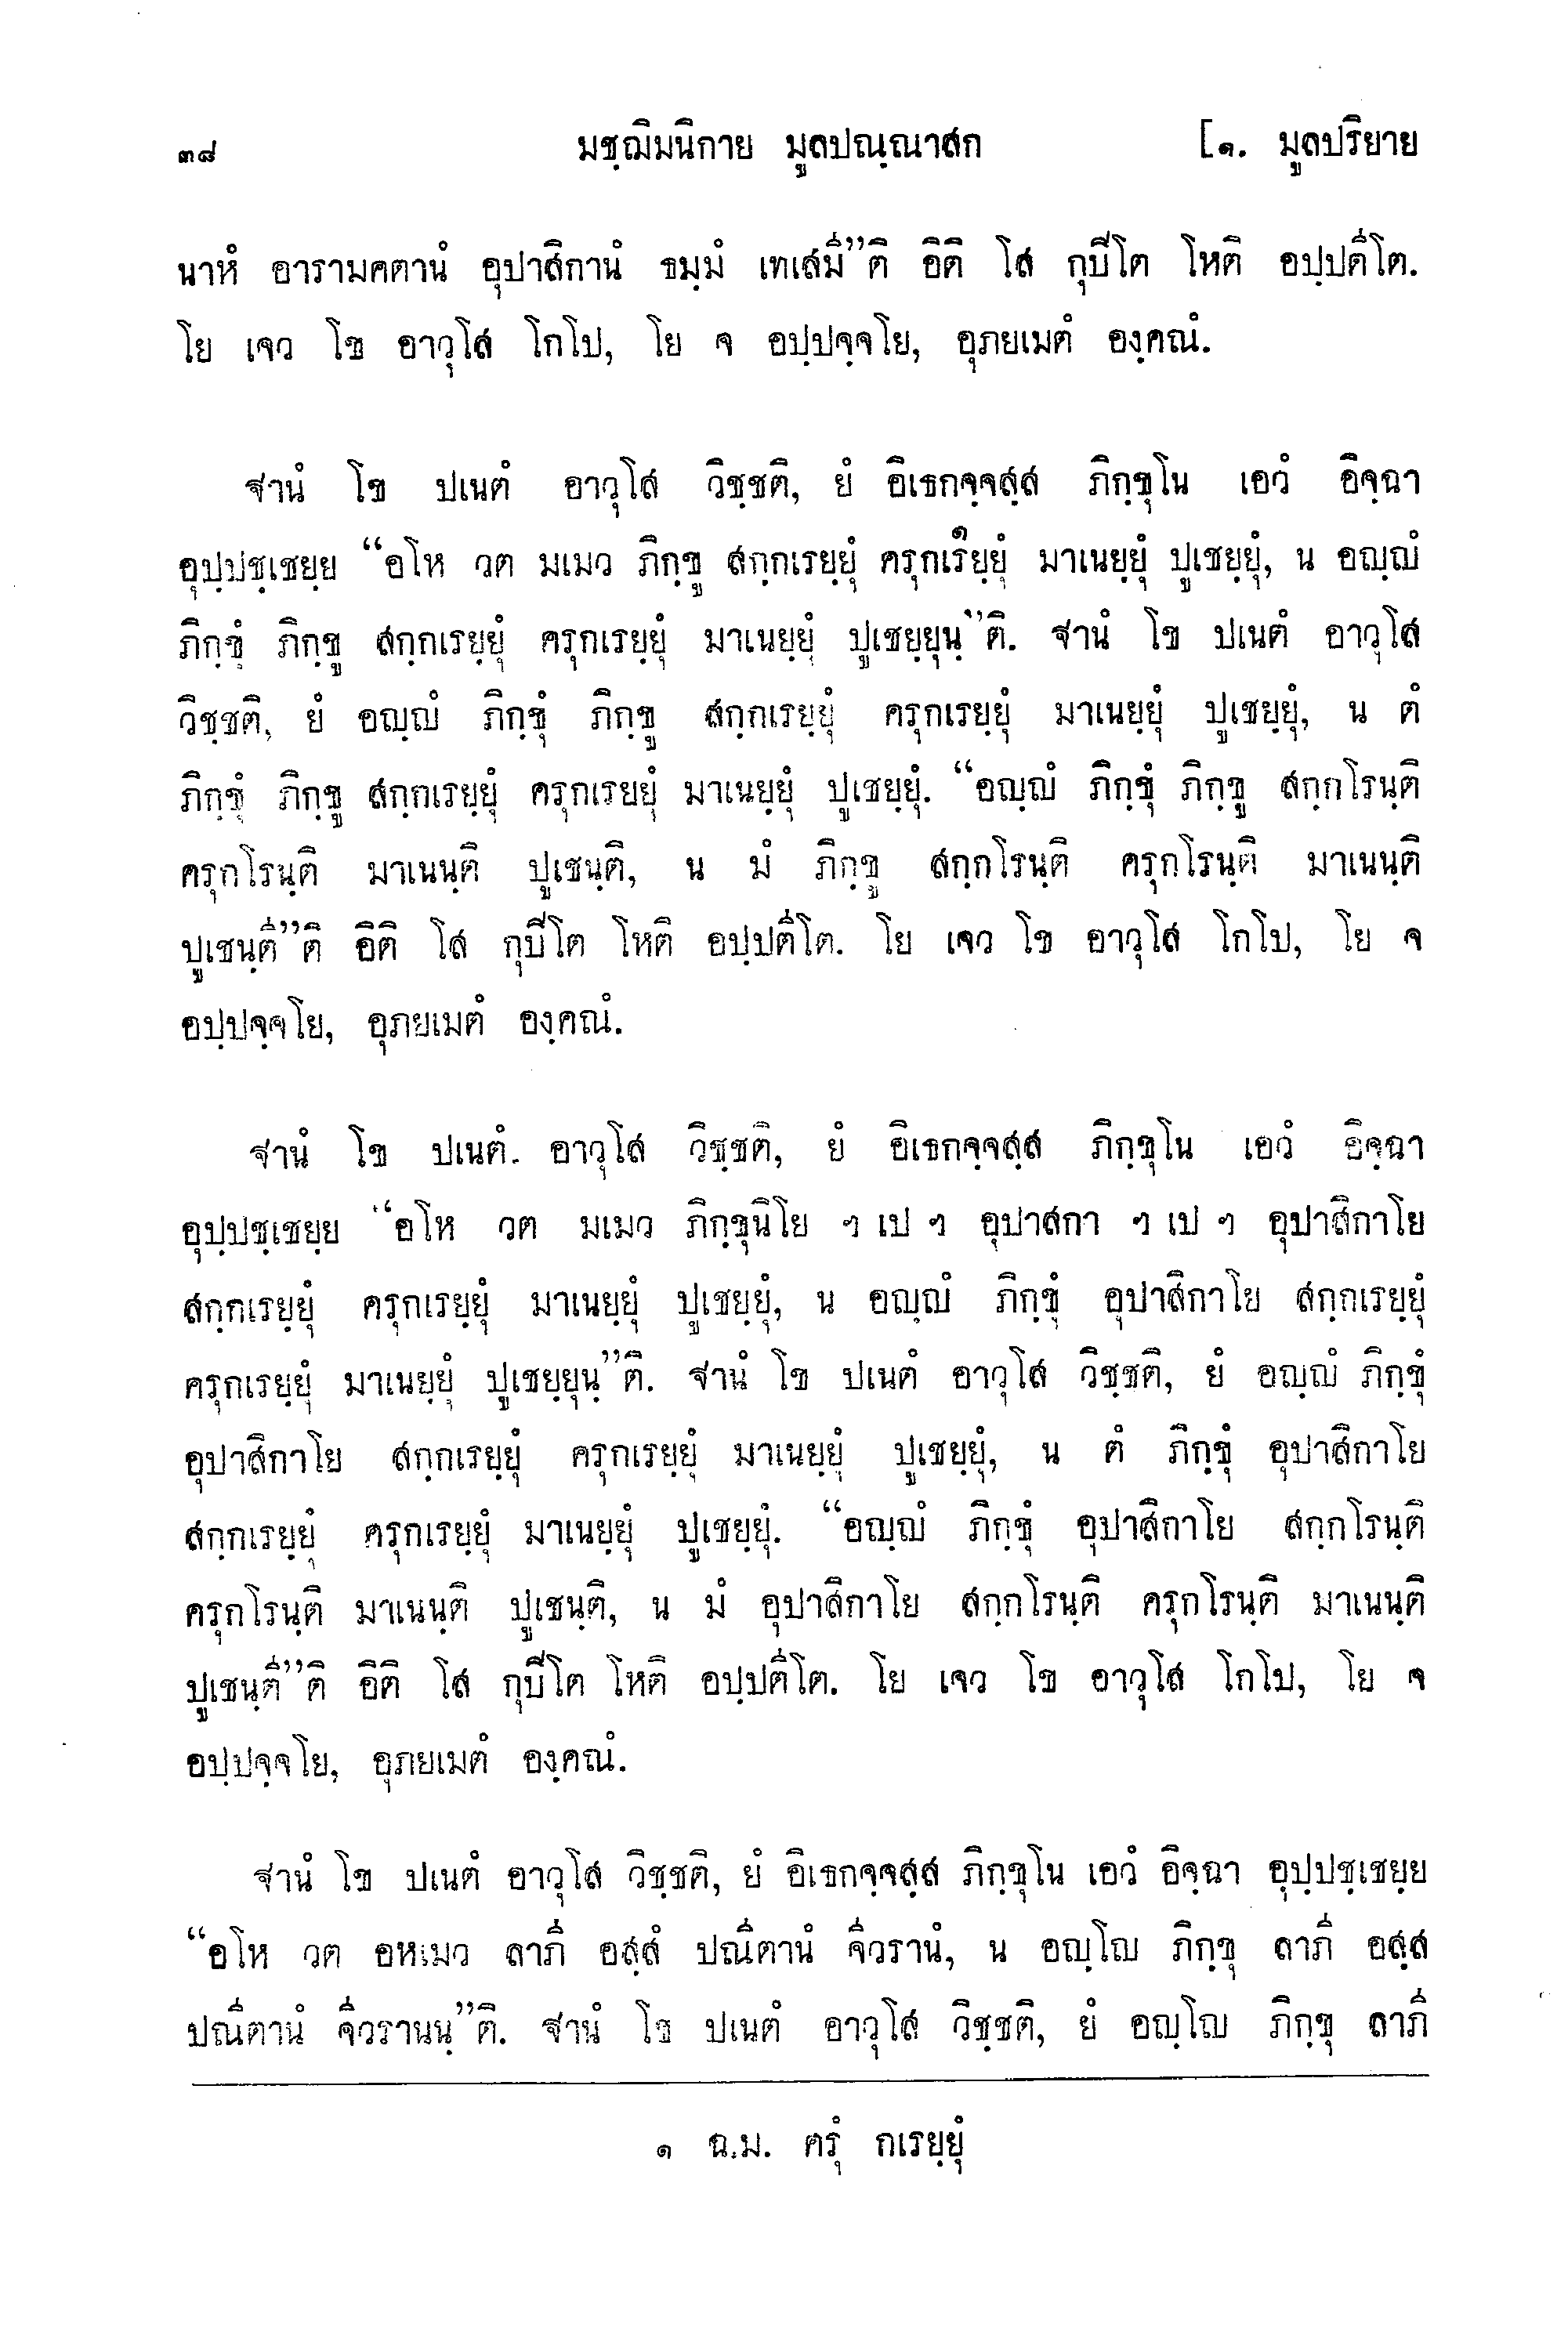 ๓๘ มชฺฌิมนิกาย มูลปณฺณาสก [๑. มูลปริยาย
นาหํ อารามคตานํ อุปาสิกานํ ธมฺมํ เทเสมี”ติ อิติ โส กุปีโต โหติ อปฺปตีโต.
โย เจว โข อาวุโส โกโป, โย จ อปฺปจฺจโย, อุภยเมตํ องฺคณํ.
ฐานํ โข ปเนตํ อาวุโส วิชฺชติ, ยํ อิเธกจฺจสฺส ภิกฺขุโน เอวํ อิจฺฉา
อุปฺปชฺเชยฺย “อโห วต มเมว ภิกฺขู สกฺกเรยฺยุํ ครุกเรยฺยุํ๑ มาเนยฺยุํ ปูเชยฺยุํ, น อญฺญํ
ภิกฺขุํ ภิกฺขู สกฺกเรยฺยุํ ครุกเรยฺยุํ มาเนยฺยุํ ปูเชยฺยุนฺ”ติ. ฐานํ โข ปเนตํ อาวุโส
วิชฺชติ, ยํ อญฺญํ ภิกฺขุํ ภิกฺขู สกฺกเรยฺยุํ ครุกเรยฺยุํ มาเนยฺยุํ ปูเชยฺยุํ, น ตํ
ภิกฺขุํ ภิกฺขู สกฺกเรยฺยุํ ครุกเรยฺยุํ มาเนยฺยุํ ปูเชยฺยุํ. “อญฺญํ ภิกฺขุํ ภิกฺขู สกฺกโรนฺติ
ครุกโรนฺติ มาเนนฺติ ปูเชนฺติ, น มํ ภิกฺขู สกฺกโรนฺติ ครุกโรนฺติ มาเนนฺติ
ปูเชนฺตี”ติ อิติ โส กุปีโต โหติ อปฺปตีโต. โย เจว โข อาวุโส โกโป, โย จ
อปฺปจฺจโย, อุภยเมตํ องฺคณํ.
ฐานํ โข ปเนตํ อาวุโส วิชฺชติ, ยํ อิเธกจฺจสฺส ภิกฺขุโน เอวํ อิจฺฉา
อุปฺปชฺเชยฺย “อโห วต มเมว ภิกฺขุนิโย ฯ เป ฯ อุปาสกา ฯ เป ฯ อุปาสิกาโย
สกฺกเรยฺยุํ ครุกเรยฺยุํ มาเนยฺยุํ ปูเชยฺยุํ, น อญฺญํ ภิกฺขุํ อุปาสิกาโย สกฺกเรยฺยุํ
ครุกเรยฺยุํ มาเนยฺยุํ ปูเชยฺยุนฺ”ติ. ฐานํ โข ปเนตํ อาวุโส วิชฺชติ, ยํ อญฺญํ ภิกฺขุํ
อุปาสิกาโย สกฺกเรยฺยุํ ครุกเรยฺยุํ มาเนยฺยุํ ปูเชยฺยุํ, น ตํ ภิกฺขุํ อุปาสิกาโย
สกฺกเรยฺยุํ ครุกเรยฺยุํ มาเนยฺยุํ ปูเชยฺยุํ. “อญฺญํ ภิกฺขุํ อุปาสิกาโย สกฺกโรนฺติ
ครุกโรนฺติ มาเนนฺติ ปูเชนฺติ, น มํ อุปาสิกาโย สกฺกโรนฺติ ครุกโรนฺติ มาเนนฺติ
ปูเชนฺตี”ติ อิติ โส กุปีโต โหติ อปฺปตีโต. โย เจว โข อาวุโส โกโป, โย จ
อปฺปจฺจโย, อุภยเมตํ องฺคณํ.
ฐานํ โข ปเนตํ อาวุโส วิชฺชติ, ยํ อิเธกจฺจสฺส ภิกฺขุโน เอวํ อิจฺฉา อุปฺปชฺเชยฺย
“อโห วต อหเมว ลาภี อสฺสํ ปณีตานํ จีวรานํ, น อญฺโญ ภิกฺขุ ลาภี อสฺส
ปณีตานํ จีวรานนฺ”ติ. ฐานํ โข ปเนตํ อาวุโส วิชฺชติ, ยํ อญฺโญ ภิกฺขุ ลาภี
๑ ฉ.ม. ครุํ กเรยฺยุํ